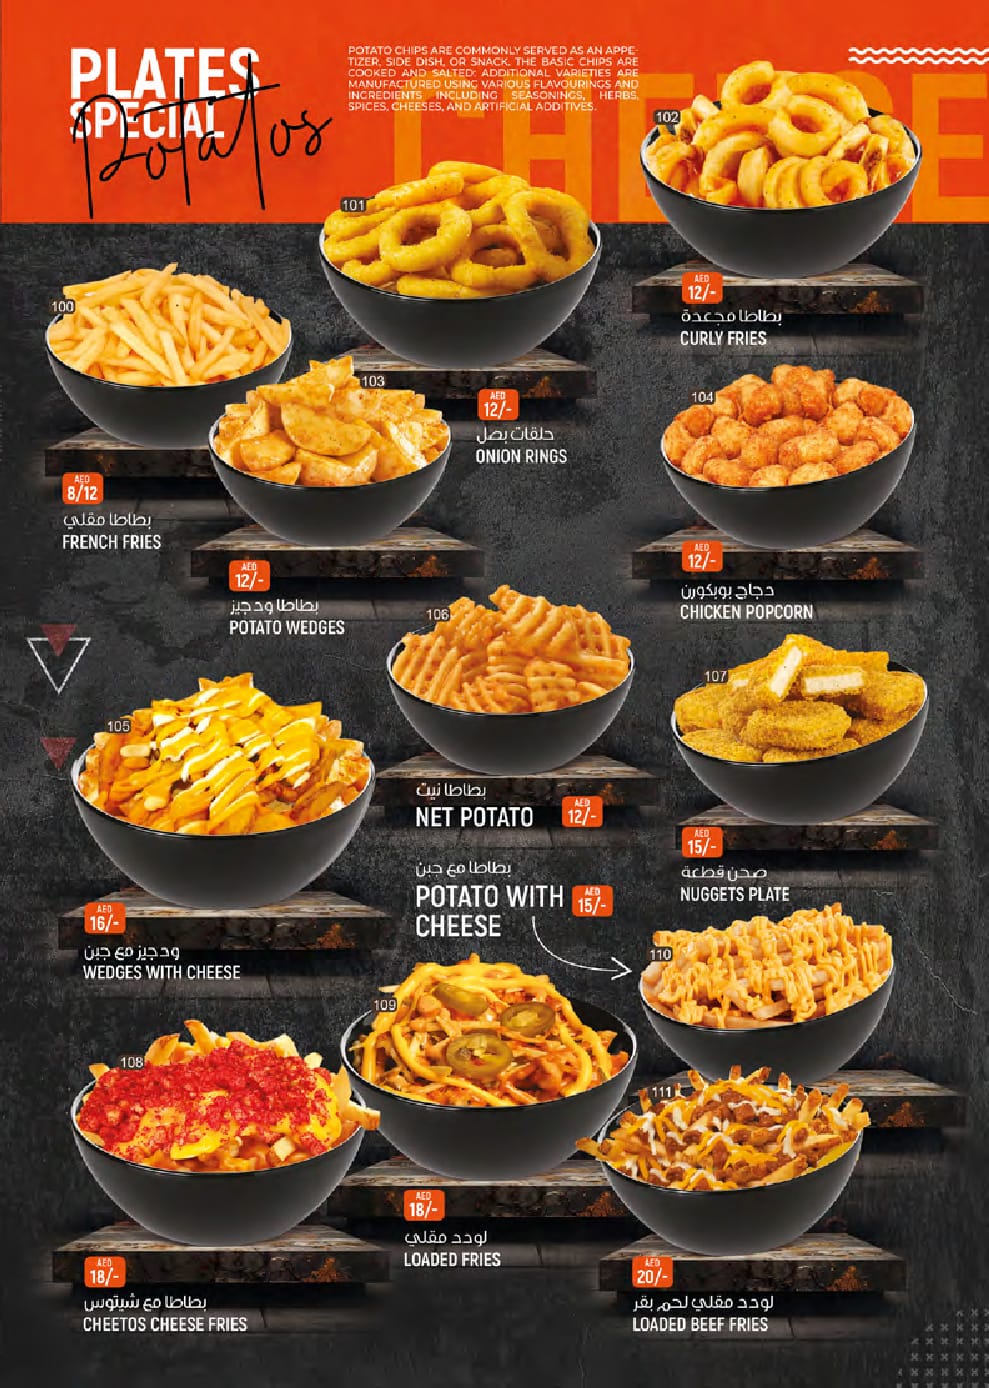 PLATES
SPECIAL
Potatos
POTATO CHIPS ARE COMMONLY SERVED AS AN APPE-
TIZER, SIDE DISH, OR SNACK. THE BASIC CHIPS ARE
COOKED AND SALTED; ADDITIONAL VARIETIES ARE
MANUFACTURED USING VARIOUS FLAVOURINGS AND
INGREDIENTS INCLUDING SEASONINGS, HERBS,
SPICES, CHEESES, AND ARTIFICIAL ADDITIVES.
102
AED
12/-
بطاطا مجعدة
CURLY FRIES
101
AED
12/-
حلقات بصل
ONION RINGS
100
AED
8/12
بطاطا مقلي
FRENCH FRIES
103
AED
12/-
بطاطا ودجيز
POTATO WEDGES
104
AED
12/-
دجاج بوبكورن
CHICKEN POPCORN
106
بطاطا نيت
NET POTATO
AED
12/-
107
AED
15/-
صحن قطعة
NUGGETS PLATE
105
AED
16/-
ودجيز مع جبن
WEDGES WITH CHEESE
بطاطا مع جبن
POTATO WITH
CHEESE
AED
15/-
110
109
AED
18/-
لودد مقلي
LOADED FRIES
108
AED
18/-
بطاطا مع شيتوس
CHEETOS CHEESE FRIES
111
AED
20/-
لودد مقلي لحم بقر
LOADED BEEF FRIES